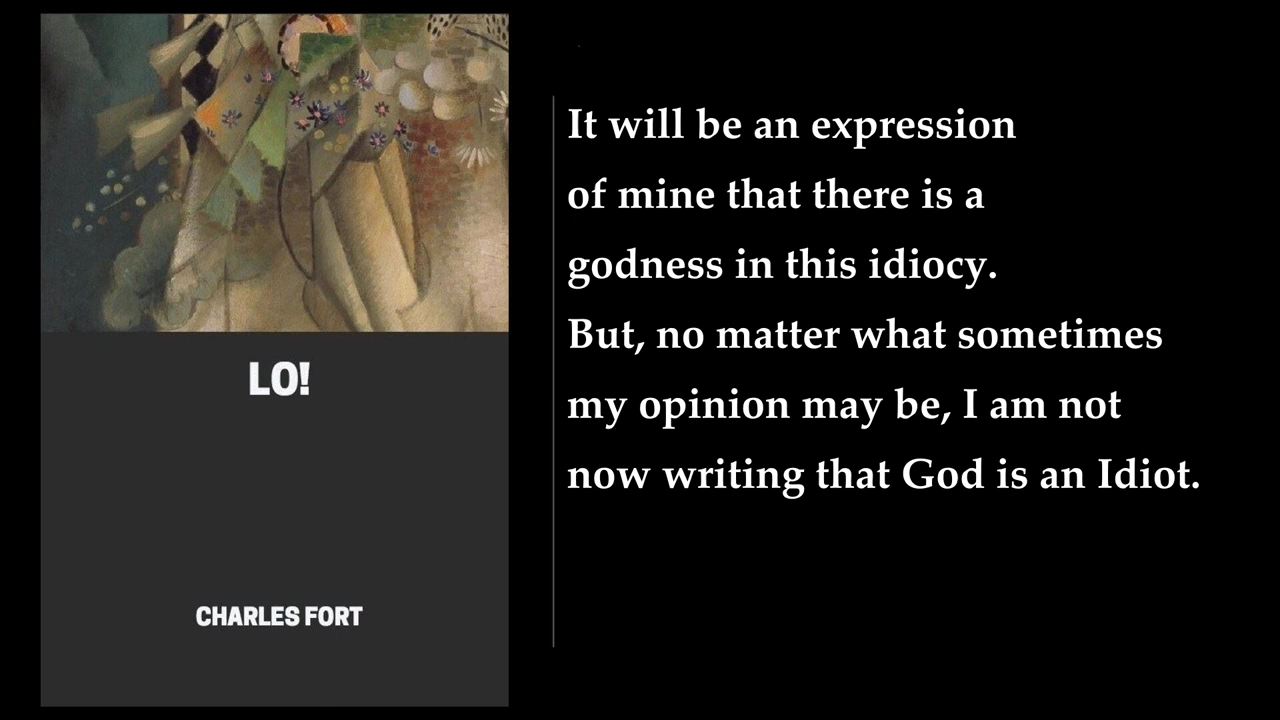 LO!
CHARLES FORT
It will be an expression
of mine that there is a
godness in this idiocy.
But, no matter what sometimes
my opinion may be, I am not
now writing that God is an Idiot.